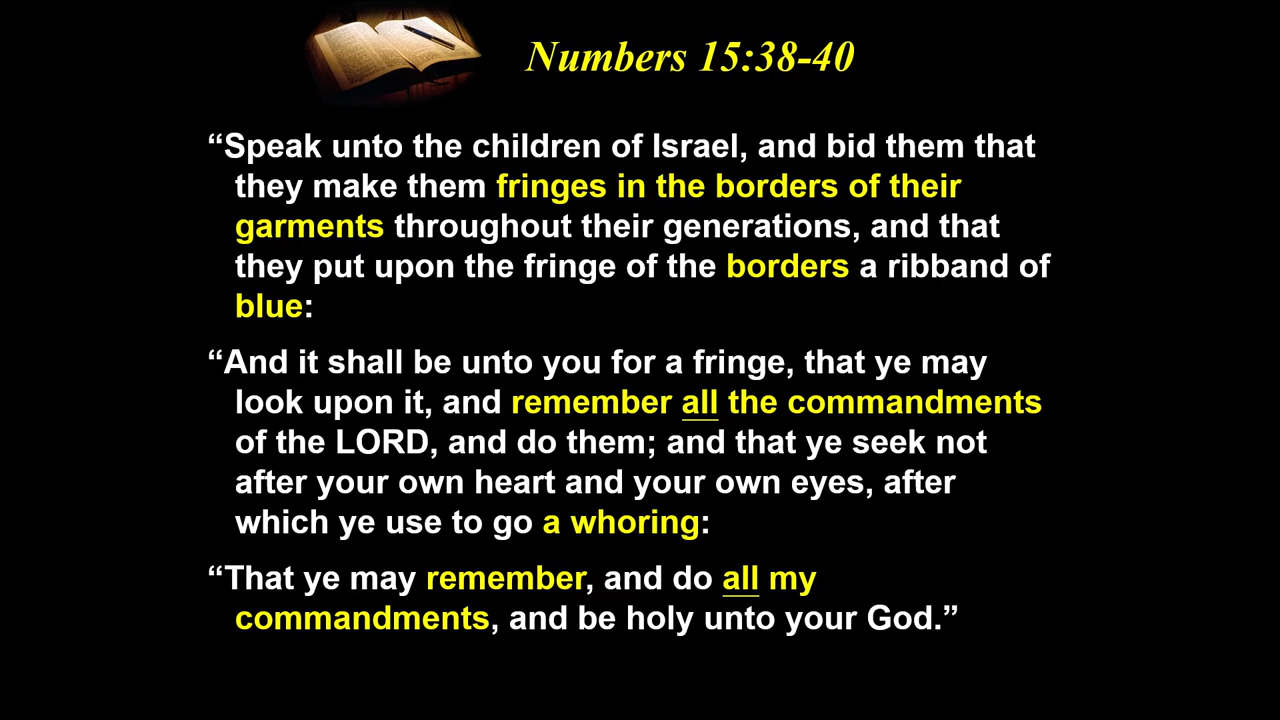 Numbers 15:38-40
“Speak unto the children of Israel, and bid them that
they make them fringes in the borders of their
garments throughout their generations, and that
they put upon the fringe of the borders a ribband of
blue:
“And it shall be unto you for a fringe, that ye may
look upon it, and remember all the commandments
of the LORD, and do them; and that ye seek not
after your own heart and your own eyes, after
which ye use to go a whoring:
“That ye may remember, and do all my
commandments, and be holy unto your God.”